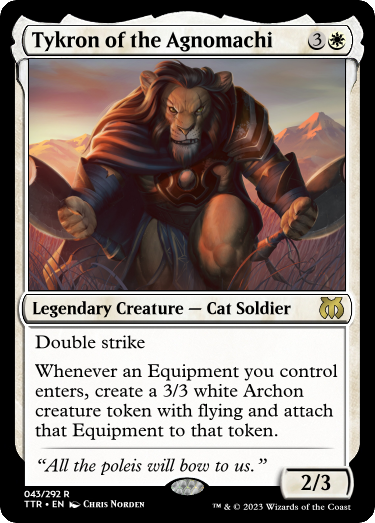 Tykron of the Agnomachi 3
Legendary Creature — Cat Soldier
Double strike
Whenever an Equipment you control
enters, create a 3/3 white Archon
creature token with flying and attach
that Equipment to that token.
“All the poleis will bow to us.”
2/3
043/292 R
TTR • EN Chris Norden
™ & © 2023 Wizards of the Coast